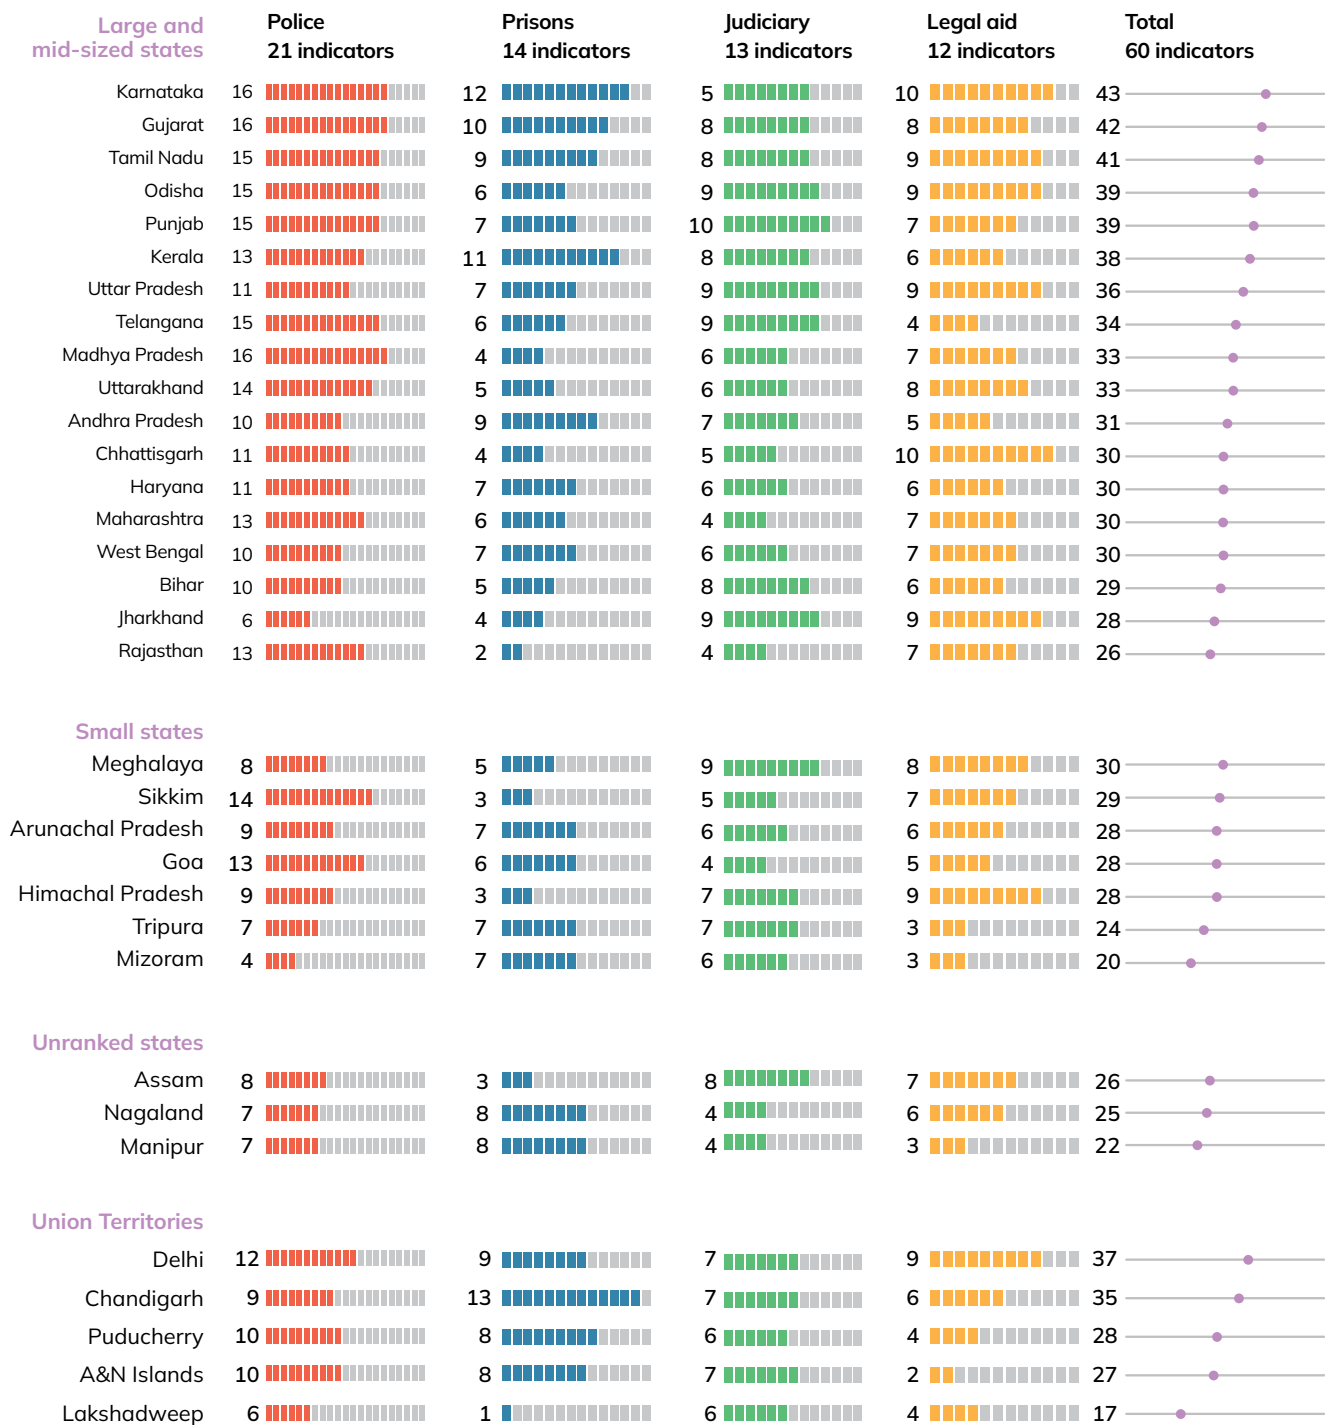 Large and
mid-sized states
Police
21 indicators
Prisons
14 indicators
Judiciary
13 indicators
Legal aid
12 indicators
Total
60 indicators
Karnataka 16 12 5 10 43
Gujarat 16 10 8 8 42
Tamil Nadu 15 9 8 9 41
Odisha 15 6 9 9 39
Punjab 15 7 10 7 39
Kerala 13 11 8 6 38
Uttar Pradesh 11 7 9 9 36
Telangana 15 6 9 4 34
Madhya Pradesh 16 4 6 7 33
Uttarakhand 14 5 6 8 33
Andhra Pradesh 10 9 7 5 31
Chhattisgarh 11 4 5 10 30
Haryana 11 7 6 6 30
Maharashtra 13 6 4 7 30
West Bengal 10 7 6 7 30
Bihar 10 5 8 6 29
Jharkhand 6 4 9 9 28
Rajasthan 13 2 4 7 26
Small states
Meghalaya 8 5 9 8 30
Sikkim 14 3 5 7 29
Arunachal Pradesh 9 7 6 6 28
Goa 13 6 4 5 28
Himachal Pradesh 9 3 7 9 28
Tripura 7 7 7 3 24
Mizoram 4 7 6 3 20
Unranked states
Assam 8 3 8 7 26
Nagaland 7 8 4 6 25
Manipur 7 8 4 3 22
Union Territories
Delhi 12 9 7 9 37
Chandigarh 9 13 7 6 35
Puducherry 10 8 6 4 28
A&N Islands 10 8 7 2 27
Lakshadweep 6 1 6 4 17